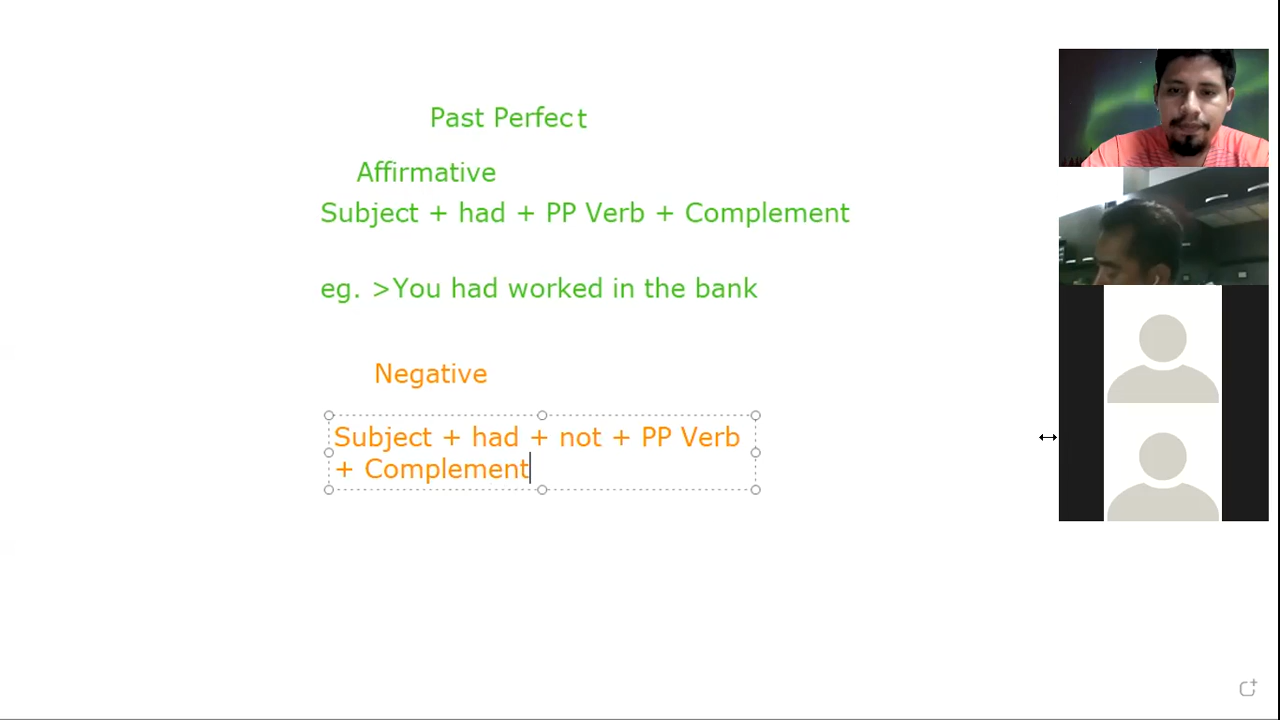 Past Perfect
Affirmative
Subject + had + PP Verb + Complement
eg. >You had worked in the bank
Negative
Subject + had + not + PP Verb
+ Complement